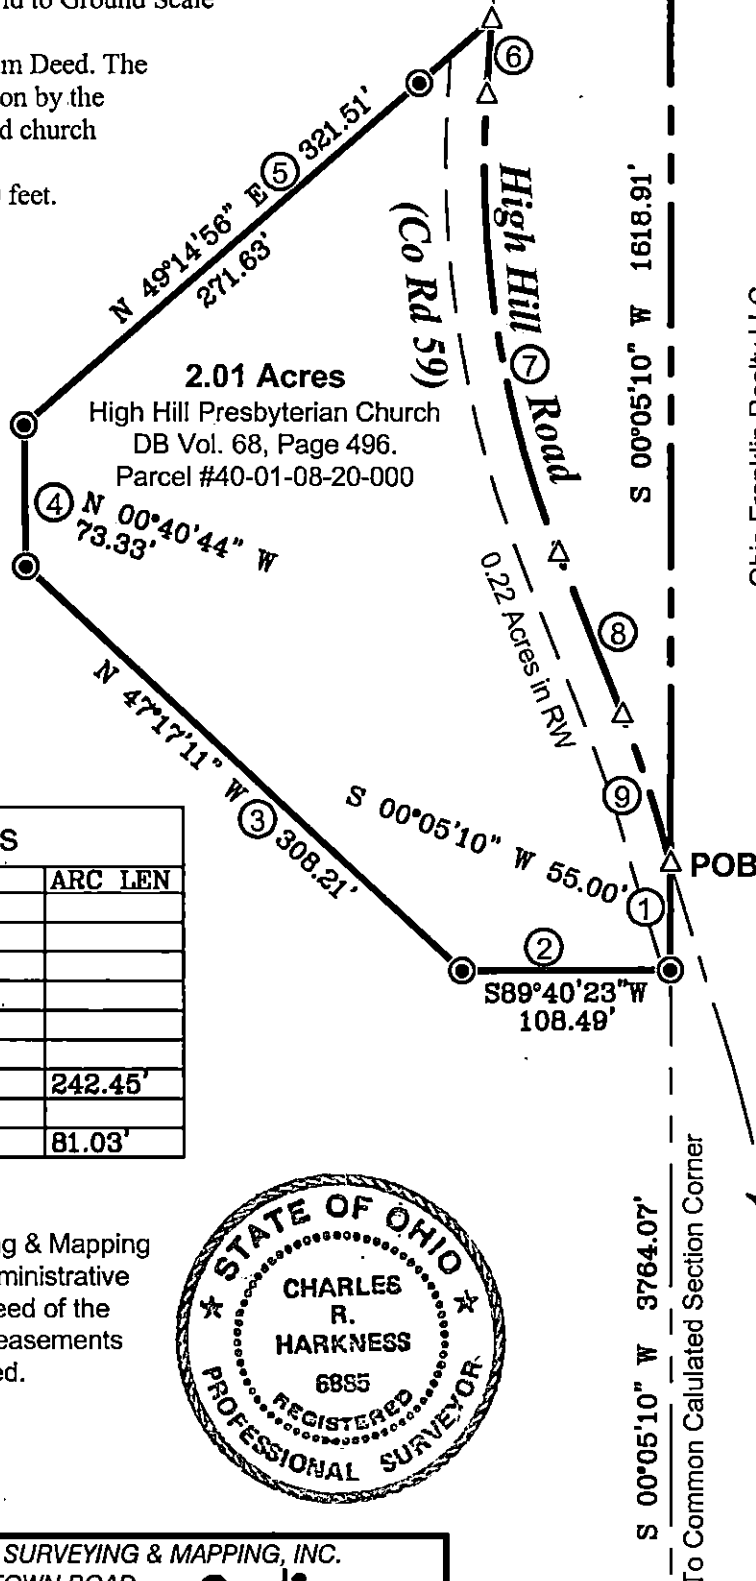 to Ground Scale
m Deed. The
on by the
d church
feet.
6
N 49°14'56" E 5 321.51'
271.63'
High Hill 7 Road
(Co Rd 59)
S 00°05'10" W 1618.91'
2.01 Acres
High Hill Presbyterian Church
DB Vol. 68, Page 496.
Parcel #40-01-08-20-000
4 N 00°40'44" W
73.33'
0.22 Acres in RW
8
N 47°17'11" W 3 308.21'
9
S 00°05'10" W 55.00'
POB
1
2
S89°40'23"W
108.49'
S
ARC LEN
242.45'
81.03'
g & Mapping
ministrative
eed of the
easements
ed.
STATE OF OHIO
CHARLES
R.
HARKNESS
6885
REGISTERED
PROFESSIONAL SURVEYOR
S 00°05'10" W 3764.07'
To Common Calulated Section Corner
SURVEYING & MAPPING, INC.